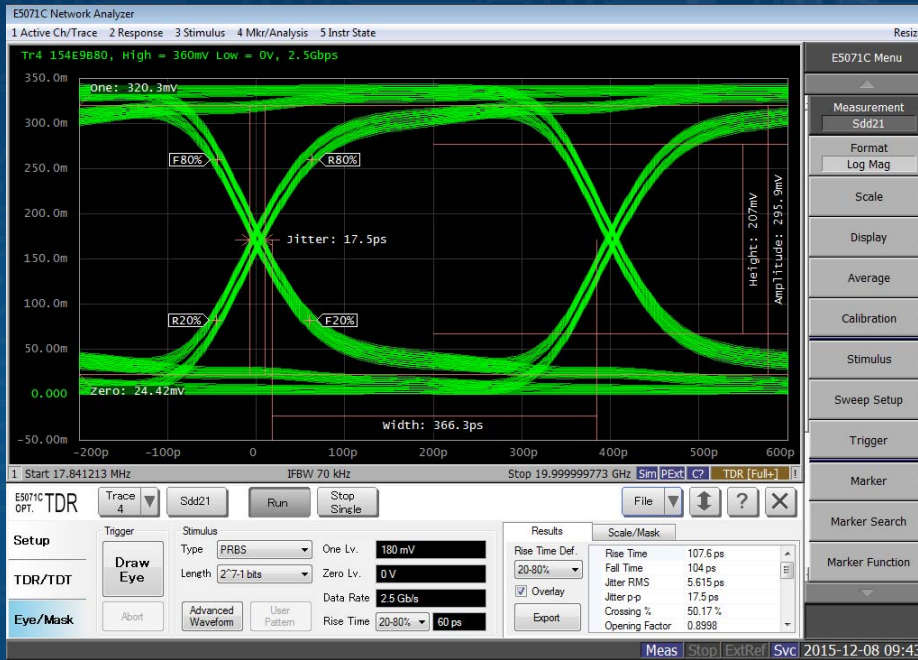 E5071C Network Analyzer
1 Active Ch/Trace 2 Response 3 Stimulus 4 Mkr/Analysis 5 Instr State
Tr4 154E9B80, High = 360mV Low = 0V, 2.5Gbps
350.0m
One: 320.3mV
300.0m
F80% R80%
250.0m
200.0m
Jitter: 17.5ps
Height: 207mV
Amplitude: 295.9mV
150.0m
100.0m
R20% F20%
50.00m
0.000
Zero: 24.42mV
Width: 366.3ps
-50.00m
-200p -100p 0 100p 200p 300p 400p 500p 600p
1 Start 17.841213 MHz IFBW 70 kHz Stop 19.999999773 GHz Sim PExt C? TDR [Full+] !
Resize
E5071C Menu
Measurement
Sdd21
Format
Log Mag
Scale
Display
Average
Calibration
Stimulus
Sweep Setup
Trigger
Marker
Marker Search
Marker Function
E5071C OPT. TDR
Trace 4
Sdd21
Run
Stop Single
File
?
Setup
TDR/TDT
Eye/Mask
Trigger
Draw Eye
Abort
Stimulus
Type PRBS One Lv. 180 mV
Length 2^7-1 bits Zero Lv. 0 V
Data Rate 2.5 Gb/s
Advanced Waveform User Pattern Rise Time 20-80% 60 ps
Results Scale/Mask
Rise Time Def.
20-80%
Overlay
Export
Rise Time 107.6 ps
Fall Time 104 ps
Jitter RMS 5.615 ps
Jitter p-p 17.5 ps
Crossing % 50.17 %
Opening Factor 0.8998
Meas Stop ExtRef Svc 2015-12-08 09:43